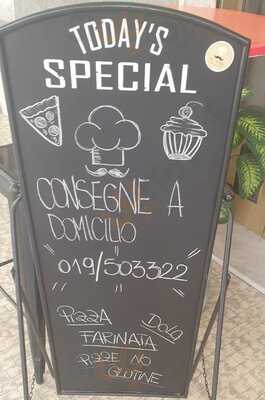 TODAY'S
SPECIAL
CONSEGNE A
DOMICILIO
019/503322
PIZZA DOLCI
FARINATA
PIZZE NO
GLUTINE